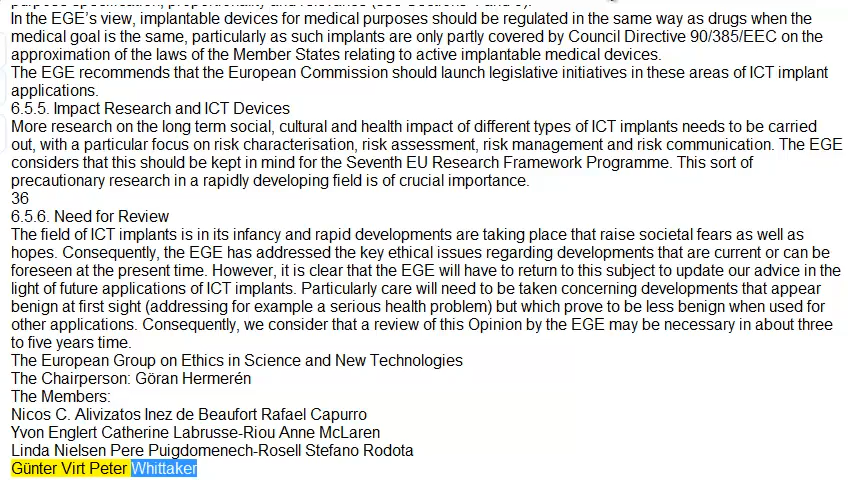 In the EGE's view, implantable devices for medical purposes should be regulated in the same way as drugs when the
medical goal is the same, particularly as such implants are only partly covered by Council Directive 90/385/EEC on the
approximation of the laws of the Member States relating to active implantable medical devices.
The EGE recommends that the European Commission should launch legislative initiatives in these areas of ICT implant
applications.
6.5.5. Impact Research and ICT Devices
More research on the long term social, cultural and health impact of different types of ICT implants needs to be carried
out, with a particular focus on risk characterisation, risk assessment, risk management and risk communication. The EGE
considers that this should be kept in mind for the Seventh EU Research Framework Programme. This sort of
precautionary research in a rapidly developing field is of crucial importance.
36
6.5.6. Need for Review
The field of ICT implants is in its infancy and rapid developments are taking place that raise societal fears as well as
hopes. Consequently, the EGE has addressed the key ethical issues regarding developments that are current or can be
foreseen at the present time. However, it is clear that the EGE will have to return to this subject to update our advice in the
light of future applications of ICT implants. Particularly care will need to be taken concerning developments that appear
benign at first sight (addressing for example a serious health problem) but which prove to be less benign when used for
other applications. Consequently, we consider that a review of this Opinion by the EGE may be necessary in about three
to five years time.
The European Group on Ethics in Science and New Technologies
The Chairperson: Göran Hermerén
The Members:
Nicos C. Alivizatos Inez de Beaufort Rafael Capurro
Yvon Englert Catherine Labrusse-Riou Anne McLaren
Linda Nielsen Pere Puigdomenech-Rosell Stefano Rodota
Günter Virt Peter Whittaker